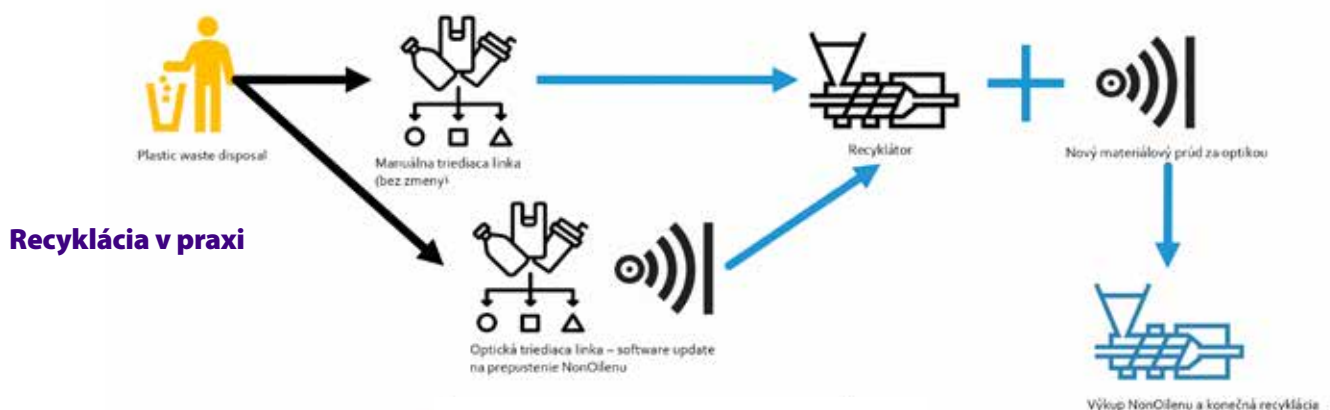 Plastic waste disposal
Manuálna triediaca linka
(bez zmeny)
Recyklátor
Nový materiálový prúd za optikou
Recyklácia v praxi
Optická triediaca linka – software update
na prepustenie NonOilenu
Výkup NonOilenu a konečná recyklácia